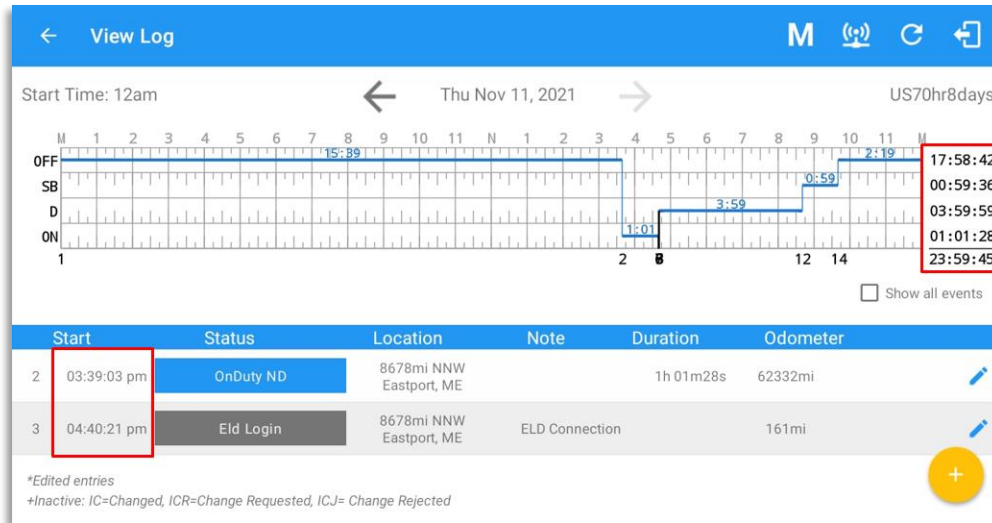 View Log
M
Start Time: 12am
Thu Nov 11, 2021
US70hr8days
M 1 2 3 4 5 6 7 8 9 10 11 N 1 2 3 4 5 6 7 8 9 10 11 M
OFF 15:39 2:19 17:58:42
SB 0:59 00:59:36
D 3:59 03:59:59
ON 1:01 01:01:28
1 2 12 14 23:59:45
Show all events
Start Status Location Note Duration Odometer
2 03:39:03 pm OnDuty ND 8678mi NNW 1h 01m28s 62332mi
Eastport, ME
3 04:40:21 pm Eld Login 8678mi NNW ELD Connection 161mi
Eastport, ME
+
*Edited entries
+Inactive: IC=Changed, ICR=Change Requested, ICJ= Change Rejected